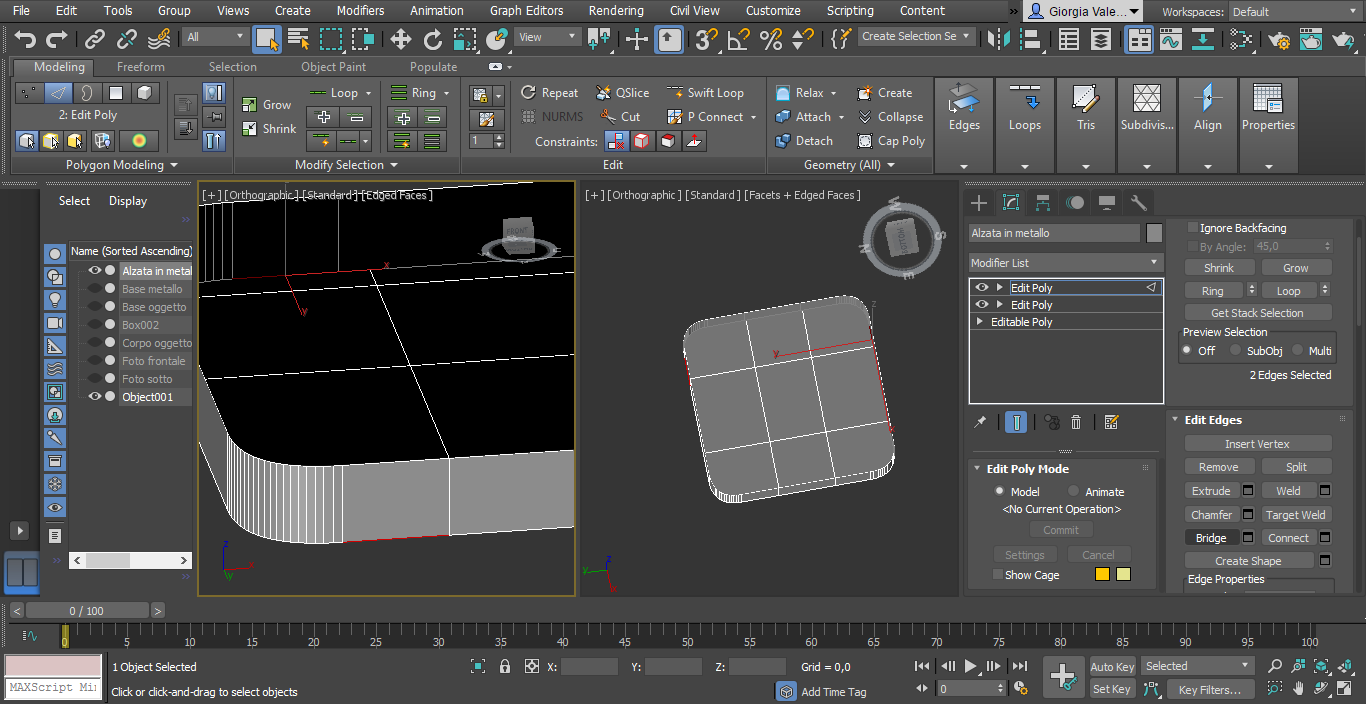 File Edit Tools Group Views Create Modifiers Animation Graph Editors Rendering Civil View Customize Scripting Content » Giorgia Vale... Workspaces: Default
All View Create Selection Se
Modeling Freeform Selection Object Paint Populate
2: Edit Poly
Polygon Modeling
Grow Loop Ring
Shrink
Modify Selection
1
Repeat QSlice Swift Loop
NURMS Cut P Connect
Constraints:
Edit
Relax Create
Attach Collapse
Detach Cap Poly
Geometry (All)
Edges Loops Tris Subdivis... Align Properties
Select Display
Name (Sorted Ascending)
Alzata in metal
Base metallo
Base oggetto
Box002
Corpo oggetto
Foto frontale
Foto sotto
Object001
[+] [Orthographic] [Standard] [Edged Faces]
FRONT
x
y
z
x
y
[+] [Orthographic] [Standard] [Facets + Edged Faces]
W
S
N
E
BOTTOM
z
y
z
y
Alzata in metallo
Modifier List
Edit Poly
Edit Poly
Editable Poly
Edit Poly Mode
Model Animate
<No Current Operation>
Commit
Settings Cancel
Show Cage
Ignore Backfacing
By Angle: 45,0
Shrink Grow
Ring Loop
Get Stack Selection
Preview Selection
Off SubObj Multi
2 Edges Selected
Edit Edges
Insert Vertex
Remove Split
Extrude Weld
Chamfer Target Weld
Bridge Connect
Create Shape
Edge Properties
< 0 / 100 >
0 5 10 15 20 25 30 35 40 45 50 55 60 65 70 75 80 85 90 95 100
MAXScript Mi
1 Object Selected
Click or click-and-drag to select objects
X: Y: Z: Grid = 0,0
Add Time Tag
0
Auto Key Selected
Set Key Key Filters...